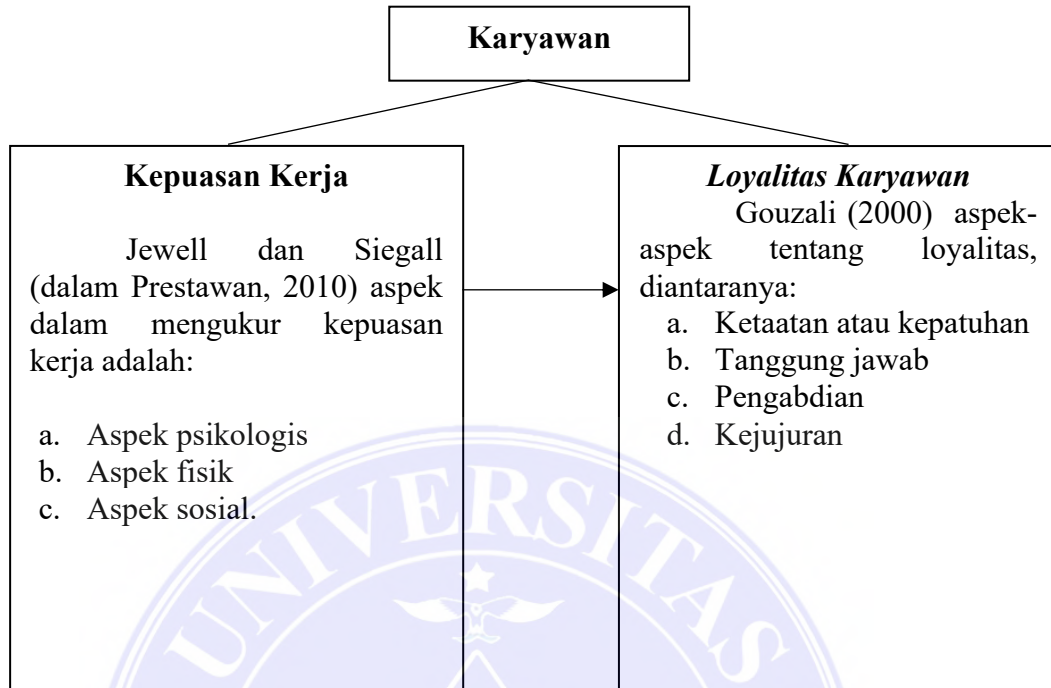 Karyawan
Kepuasan Kerja
Jewell dan Siegall
(dalam Prestawan, 2010) aspek
dalam mengukur kepuasan
kerja adalah:
a. Aspek psikologis
b. Aspek fisik
c. Aspek sosial.
Loyalitas Karyawan
Gouzali (2000) aspek-
aspek tentang loyalitas,
diantaranya:
a. Ketaatan atau kepatuhan
b. Tanggung jawab
c. Pengabdian
d. Kejujuran
UNIVERSITAS